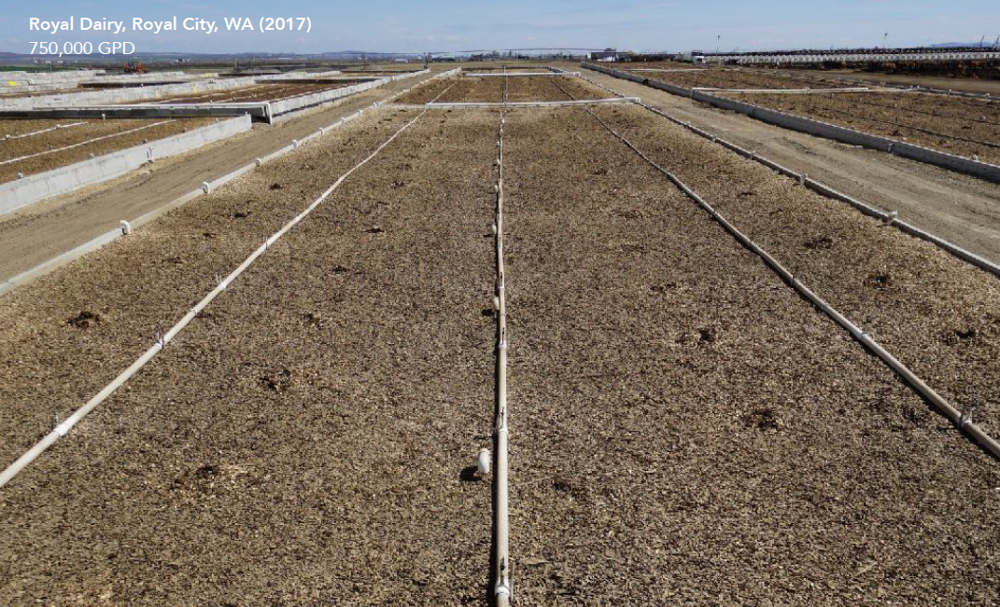 Royal Dairy, Royal City, WA (2017)
750,000 GPD